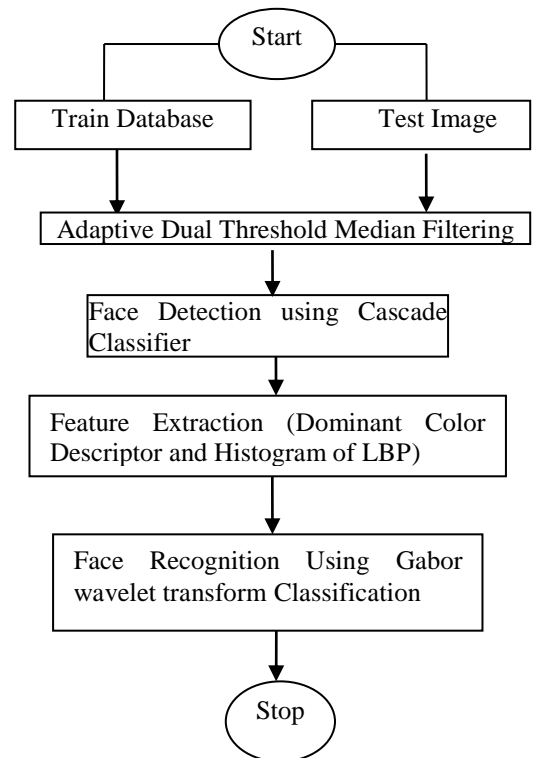 Start
Train Database
Test Image
Adaptive Dual Threshold Median Filtering
Face Detection using Cascade
Classifier
Feature Extraction (Dominant Color
Descriptor and Histogram of LBP)
Face Recognition Using Gabor
wavelet transform Classification
Stop